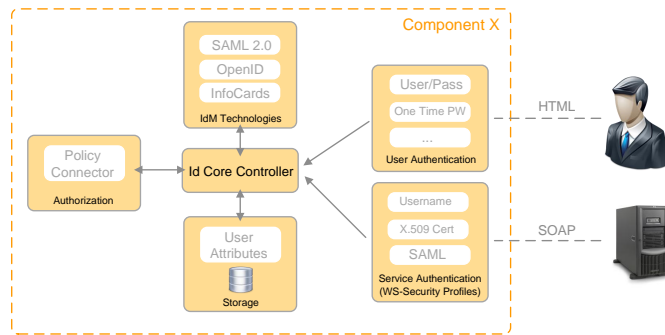 Component X
SAML 2.0
OpenID
InfoCards
IdM Technologies
User/Pass
One Time PW
...
User Authentication
HTML
Policy
Connector
Authorization
Id Core Controller
Username
X.509 Cert
SAML
Service Authentication
(WS-Security Profiles)
SOAP
User
Attributes
Storage